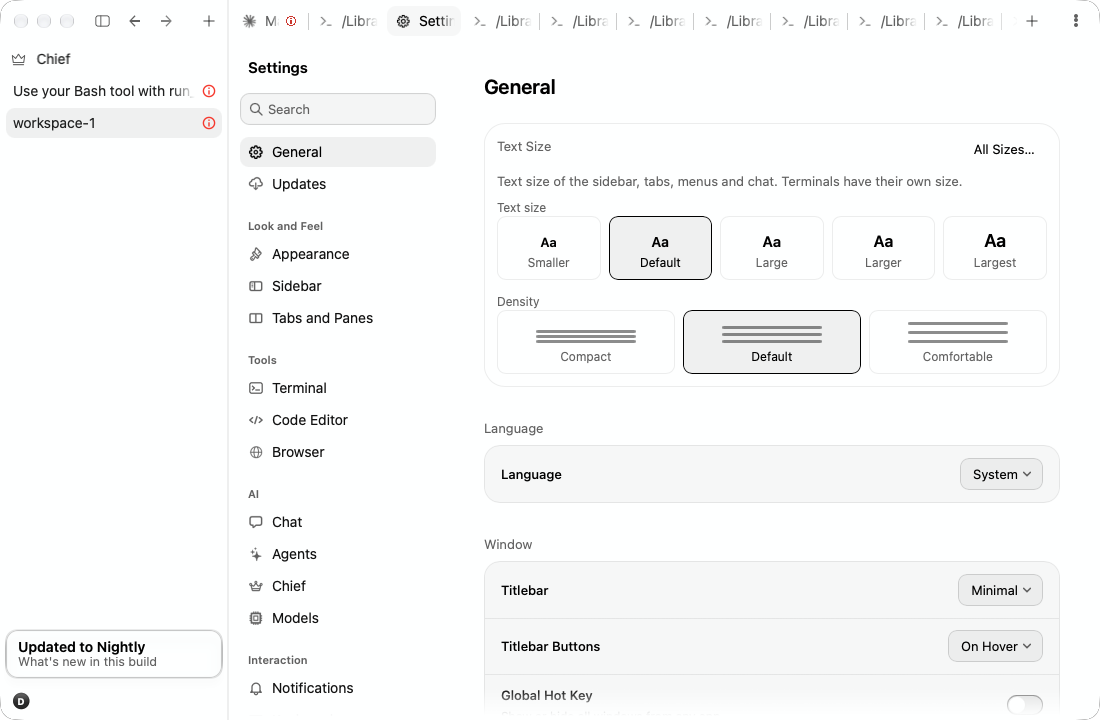 /Libra
Settin
/Libra
/Libra
/Libra
/Libra
/Libra
/Libra
/Libra
Chief
Use your Bash tool with run_
workspace-1
Updated to Nightly
What's new in this build
D
Settings
Search
General
Updates
Look and Feel
Appearance
Sidebar
Tabs and Panes
Tools
Terminal
Code Editor
Browser
AI
Chat
Agents
Chief
Models
Interaction
Notifications
General
Text Size
All Sizes...
Text size of the sidebar, tabs, menus and chat. Terminals have their own size.
Text size
Aa Aa Aa Aa Aa
Smaller Default Large Larger Largest
Density
Compact Default Comfortable
Language
Language System
Window
Titlebar Minimal
Titlebar Buttons On Hover
Global Hot Key